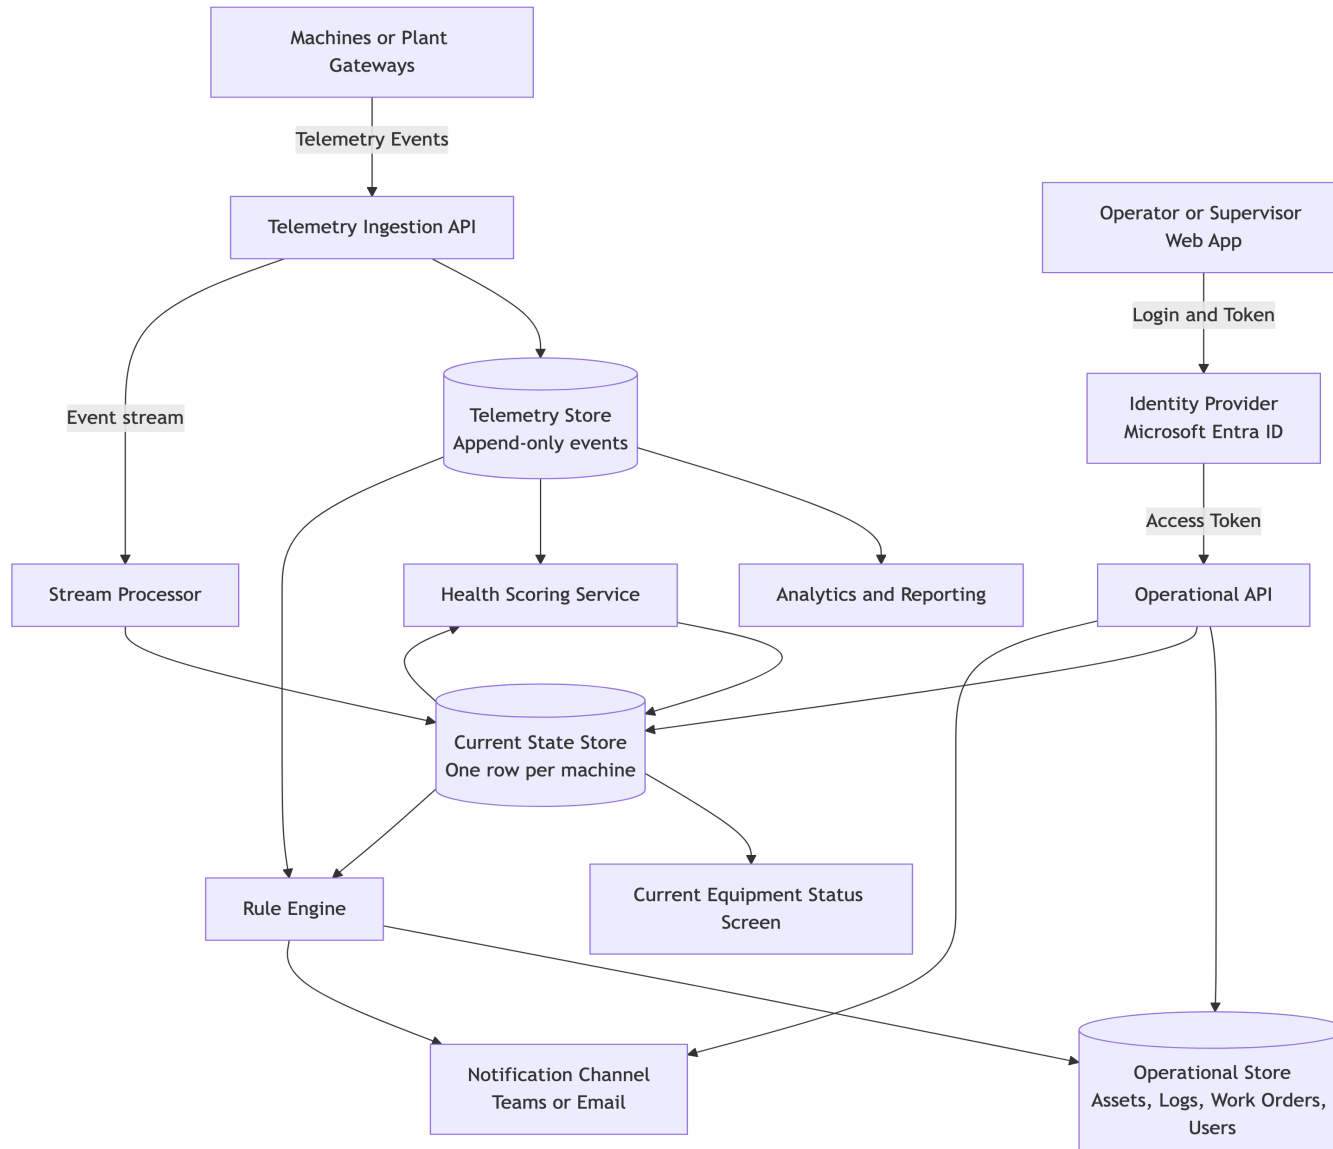 Machines or Plant
Gateways
Telemetry Events
Telemetry Ingestion API
Operator or Supervisor
Web App
Login and Token
Identity Provider
Microsoft Entra ID
Event stream
Telemetry Store
Append-only events
Access Token
Stream Processor
Health Scoring Service
Analytics and Reporting
Operational API
Current State Store
One row per machine
Rule Engine
Current Equipment Status
Screen
Notification Channel
Teams or Email
Operational Store
Assets, Logs, Work Orders,
Users